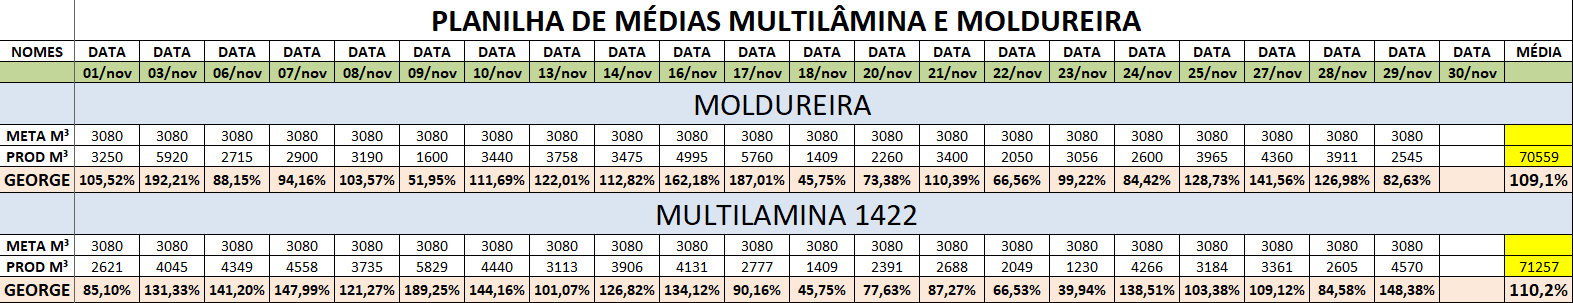 PLANILHA DE MÉDIAS MULTILÂMINA E MOLDUREIRA
NOMES DATA DATA DATA DATA DATA DATA DATA DATA DATA DATA DATA DATA DATA DATA DATA DATA DATA DATA DATA DATA DATA DATA MÉDIA
01/nov 03/nov 06/nov 07/nov 08/nov 09/nov 10/nov 13/nov 14/nov 16/nov 17/nov 18/nov 20/nov 21/nov 22/nov 23/nov 24/nov 25/nov 27/nov 28/nov 29/nov 30/nov
MOLDUREIRA
META M³ 3080 3080 3080 3080 3080 3080 3080 3080 3080 3080 3080 3080 3080 3080 3080 3080 3080 3080 3080 3080 3080
PROD M³ 3250 5920 2715 2900 3190 1600 3440 3758 3475 4995 5760 1409 2260 3400 2050 3056 2600 3965 4360 3911 2545 70559
GEORGE 105,52% 192,21% 88,15% 94,16% 103,57% 51,95% 111,69% 122,01% 112,82% 162,18% 187,01% 45,75% 73,38% 110,39% 66,56% 99,22% 84,42% 128,73% 141,56% 126,98% 82,63% 109,1%
MULTILAMINA 1422
META M³ 3080 3080 3080 3080 3080 3080 3080 3080 3080 3080 3080 3080 3080 3080 3080 3080 3080 3080 3080 3080 3080
PROD M³ 2621 4045 4349 4558 3735 5829 4440 3113 3906 4131 2777 1409 2391 2688 2049 1230 4266 3184 3361 2605 4570 71257
GEORGE 85,10% 131,33% 141,20% 147,99% 121,27% 189,25% 144,16% 101,07% 126,82% 134,12% 90,16% 45,75% 77,63% 87,27% 66,53% 39,94% 138,51% 103,38% 109,12% 84,58% 148,38% 110,2%